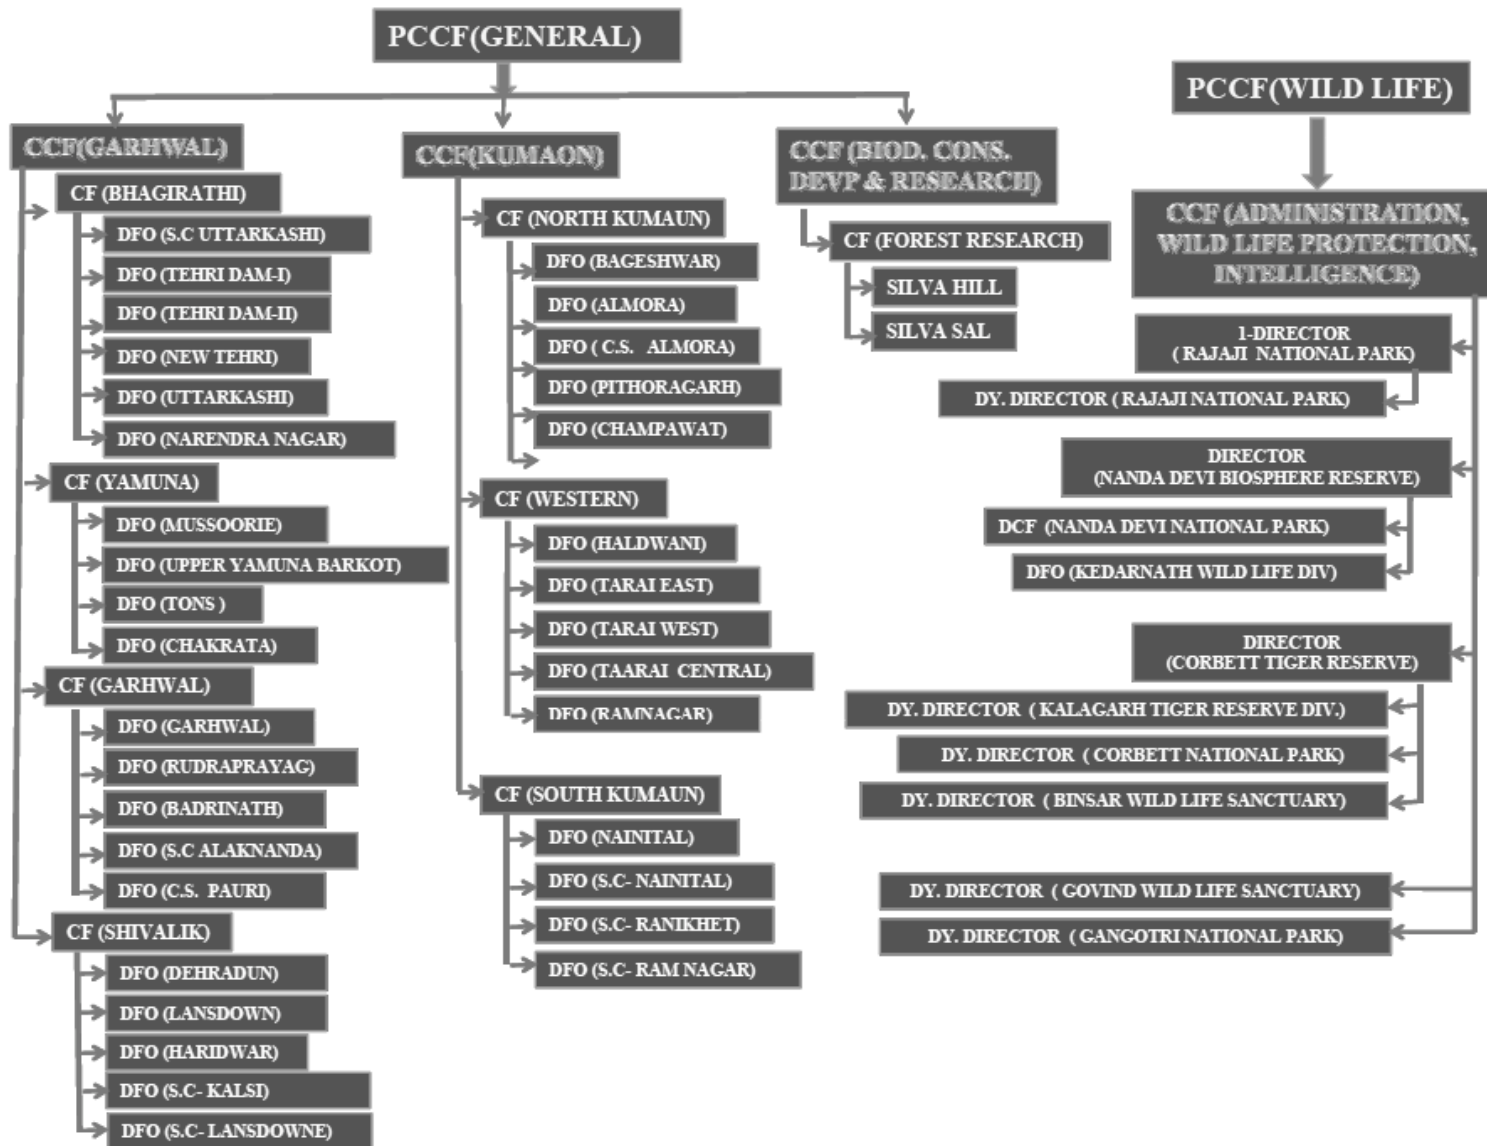 PCCF(GENERAL)
CCF(GARHWAL)
CF (BHAGIRATHI)
DFO (S.C UTTARKASHI)
DFO (TEHRI DAM-I)
DFO (TEHRI DAM-II)
DFO (NEW TEHRI)
DFO (UTTARKASHI)
DFO (NARENDRA NAGAR)
CF (YAMUNA)
DFO (MUSSOORIE)
DFO (UPPER YAMUNA BARKOT)
DFO (TONS )
DFO (CHAKRATA)
CF (GARHWAL)
DFO (GARHWAL)
DFO (RUDRAPRAYAG)
DFO (BADRINATH)
DFO (S.C ALAKNANDA)
DFO (C.S. PAURI)
CF (SHIVALIK)
DFO (DEHRADUN)
DFO (LANSDOWN)
DFO (HARIDWAR)
DFO (S.C- KALSI)
DFO (S.C- LANSDOWNE)
CCF(KUMAON)
CF (NORTH KUMAUN)
DFO (BAGESHWAR)
DFO (ALMORA)
DFO ( C.S. ALMORA)
DFO (PITHORAGARH)
DFO (CHAMPAWAT)
CF (WESTERN)
DFO (HALDWANI)
DFO (TARAI EAST)
DFO (TARAI WEST)
DFO (TAARAI CENTRAL)
DFO (RAMNAGAR)
CF (SOUTH KUMAUN)
DFO (NAINITAL)
DFO (S.C- NAINITAL)
DFO (S.C- RANIKHET)
DFO (S.C- RAM NAGAR)
CCF (BIOD. CONS.
DEVP & RESEARCH)
CF (FOREST RESEARCH)
SILVA HILL
SILVA SAL
PCCF(WILD LIFE)
CCF (ADMINISTRATION,
WILD LIFE PROTECTION,
INTELLIGENCE)
1-DIRECTOR
( RAJAJI NATIONAL PARK)
DY. DIRECTOR ( RAJAJI NATIONAL PARK)
DIRECTOR
(NANDA DEVI BIOSPHERE RESERVE)
DCF (NANDA DEVI NATIONAL PARK)
DFO (KEDARNATH WILD LIFE DIV)
DIRECTOR
(CORBETT TIGER RESERVE)
DY. DIRECTOR ( KALAGARH TIGER RESERVE DIV.)
DY. DIRECTOR ( CORBETT NATIONAL PARK)
DY. DIRECTOR ( BINSAR WILD LIFE SANCTUARY)
DY. DIRECTOR ( GOVIND WILD LIFE SANCTUARY)
DY. DIRECTOR ( GANGOTRI NATIONAL PARK)